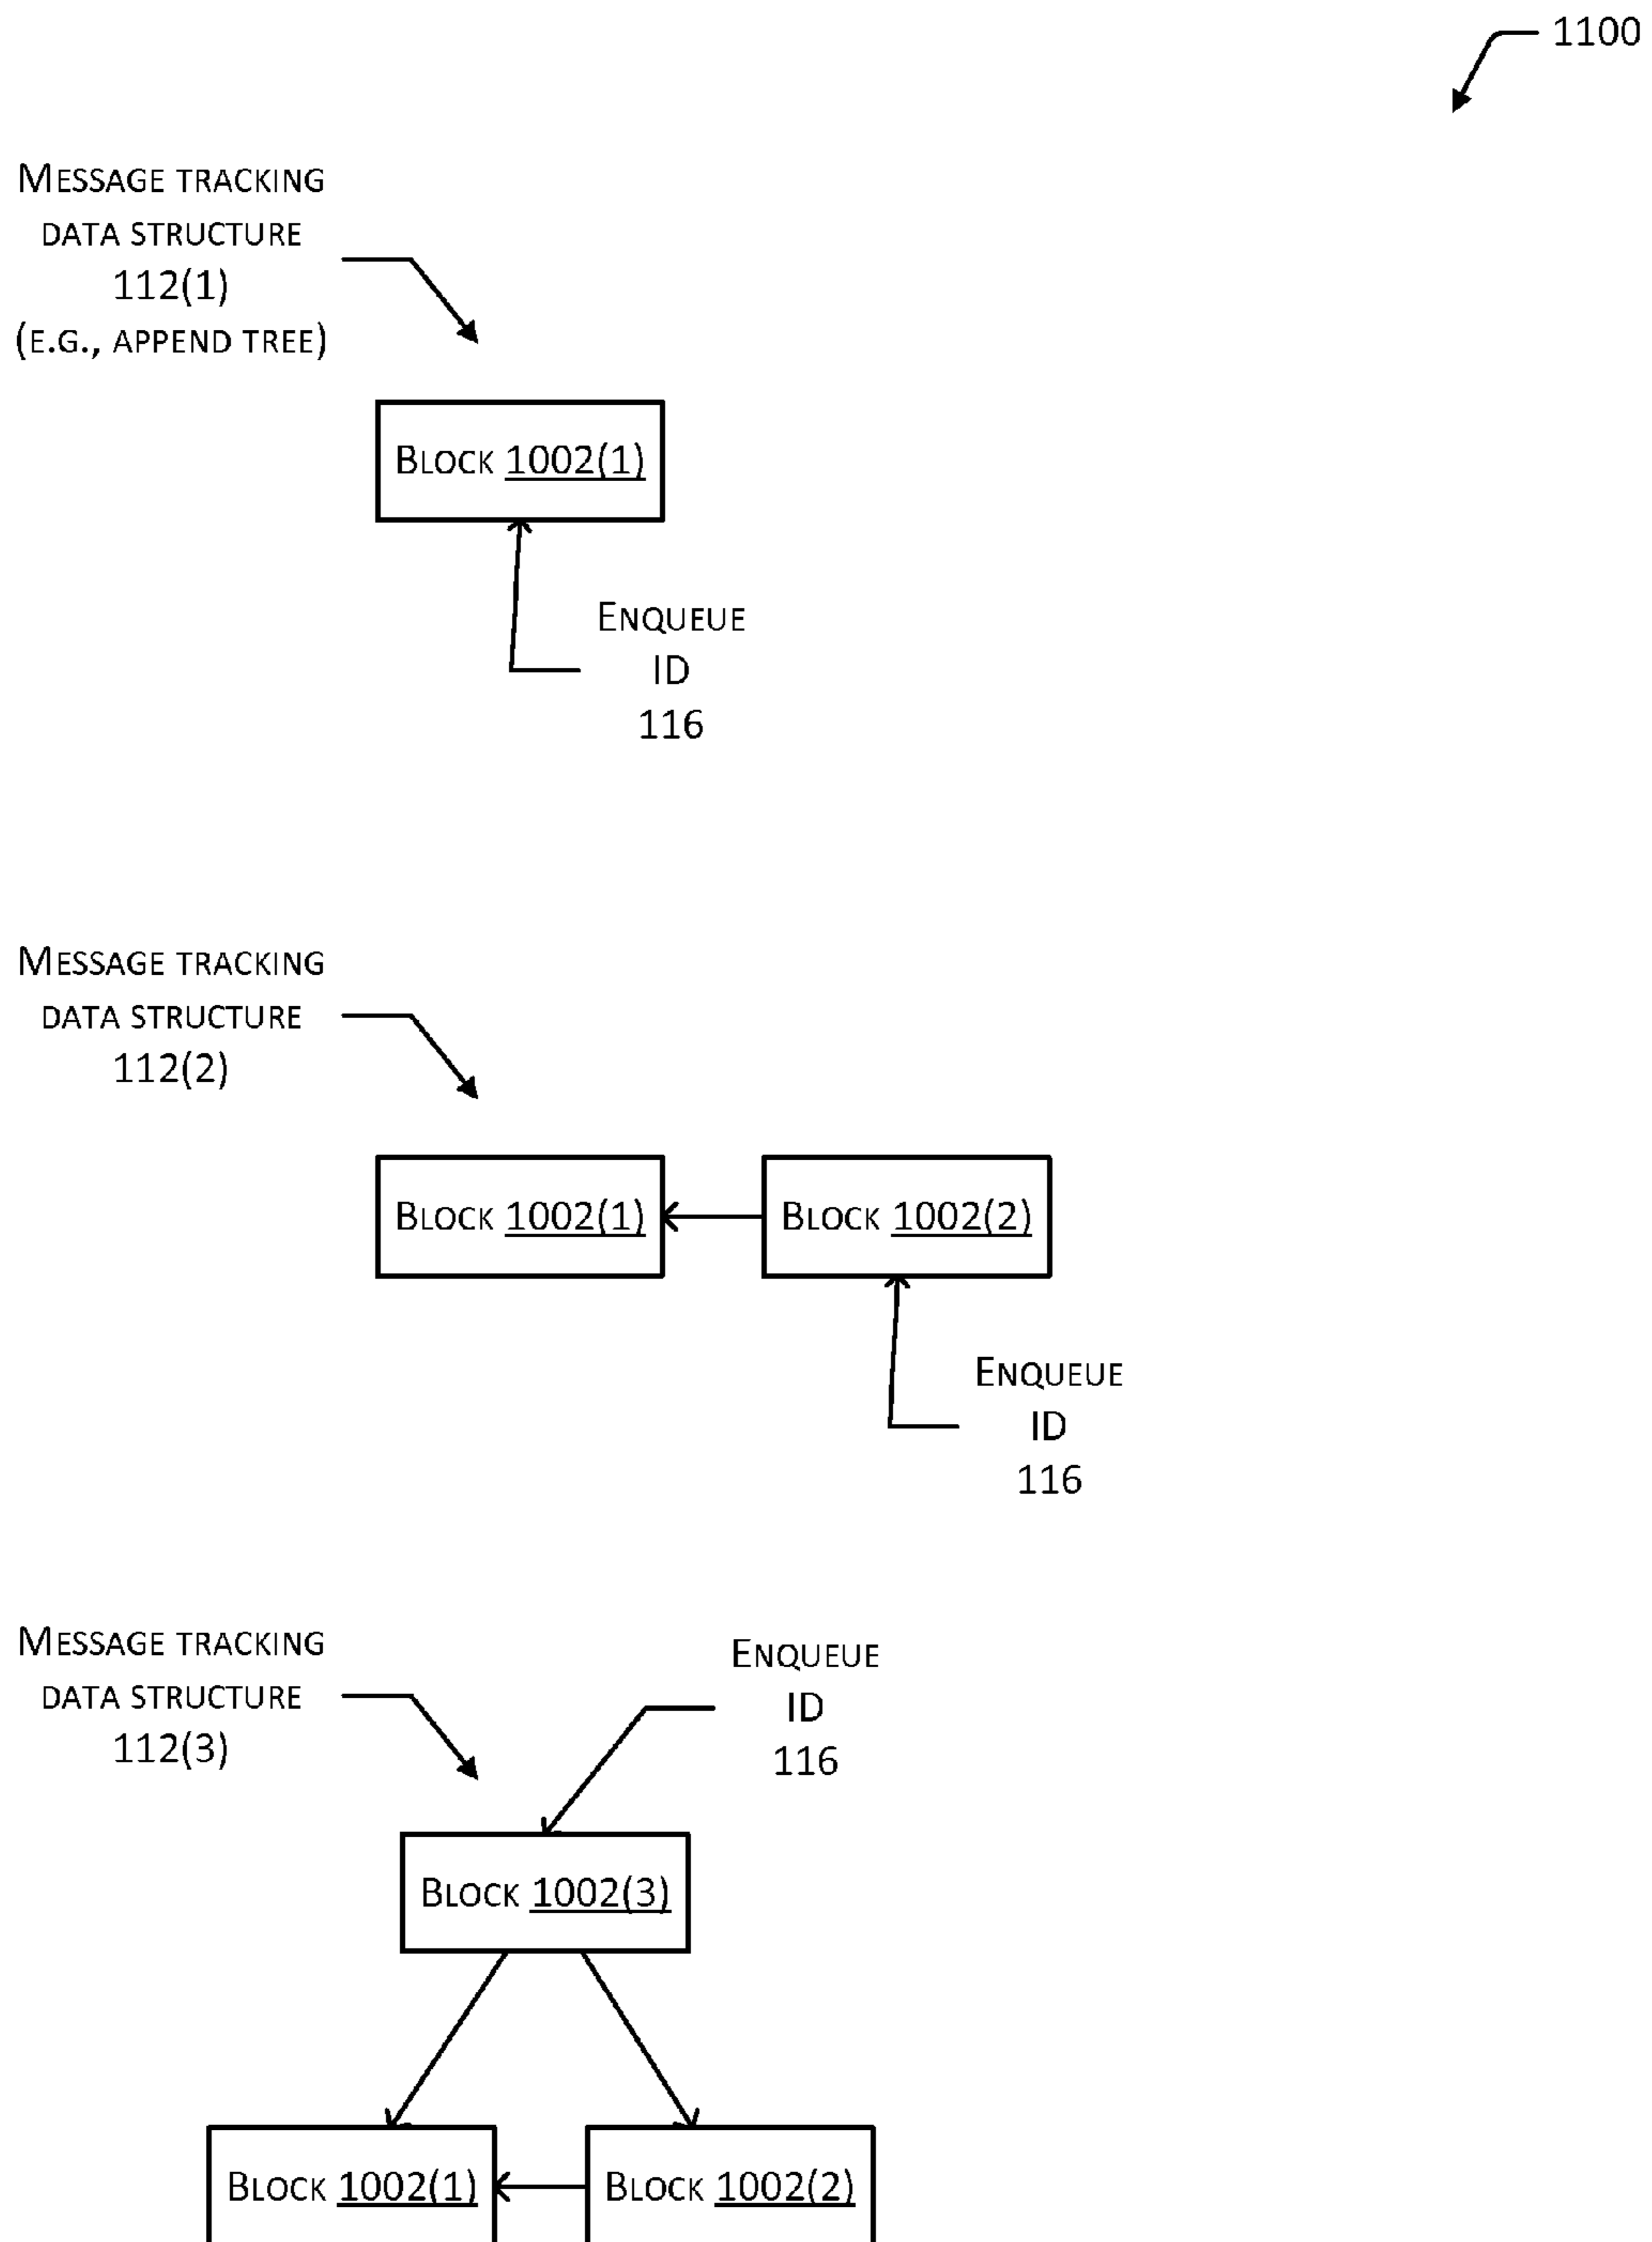 1100
Message tracking
data structure
112(1)
(e.g., append tree)
Block 1002(1)
Enqueue
ID
116
Message tracking
data structure
112(2)
Block 1002(1)
Block 1002(2)
Enqueue
ID
116
Message tracking
data structure
112(3)
Enqueue
ID
116
Block 1002(3)
Block 1002(1)
Block 1002(2)